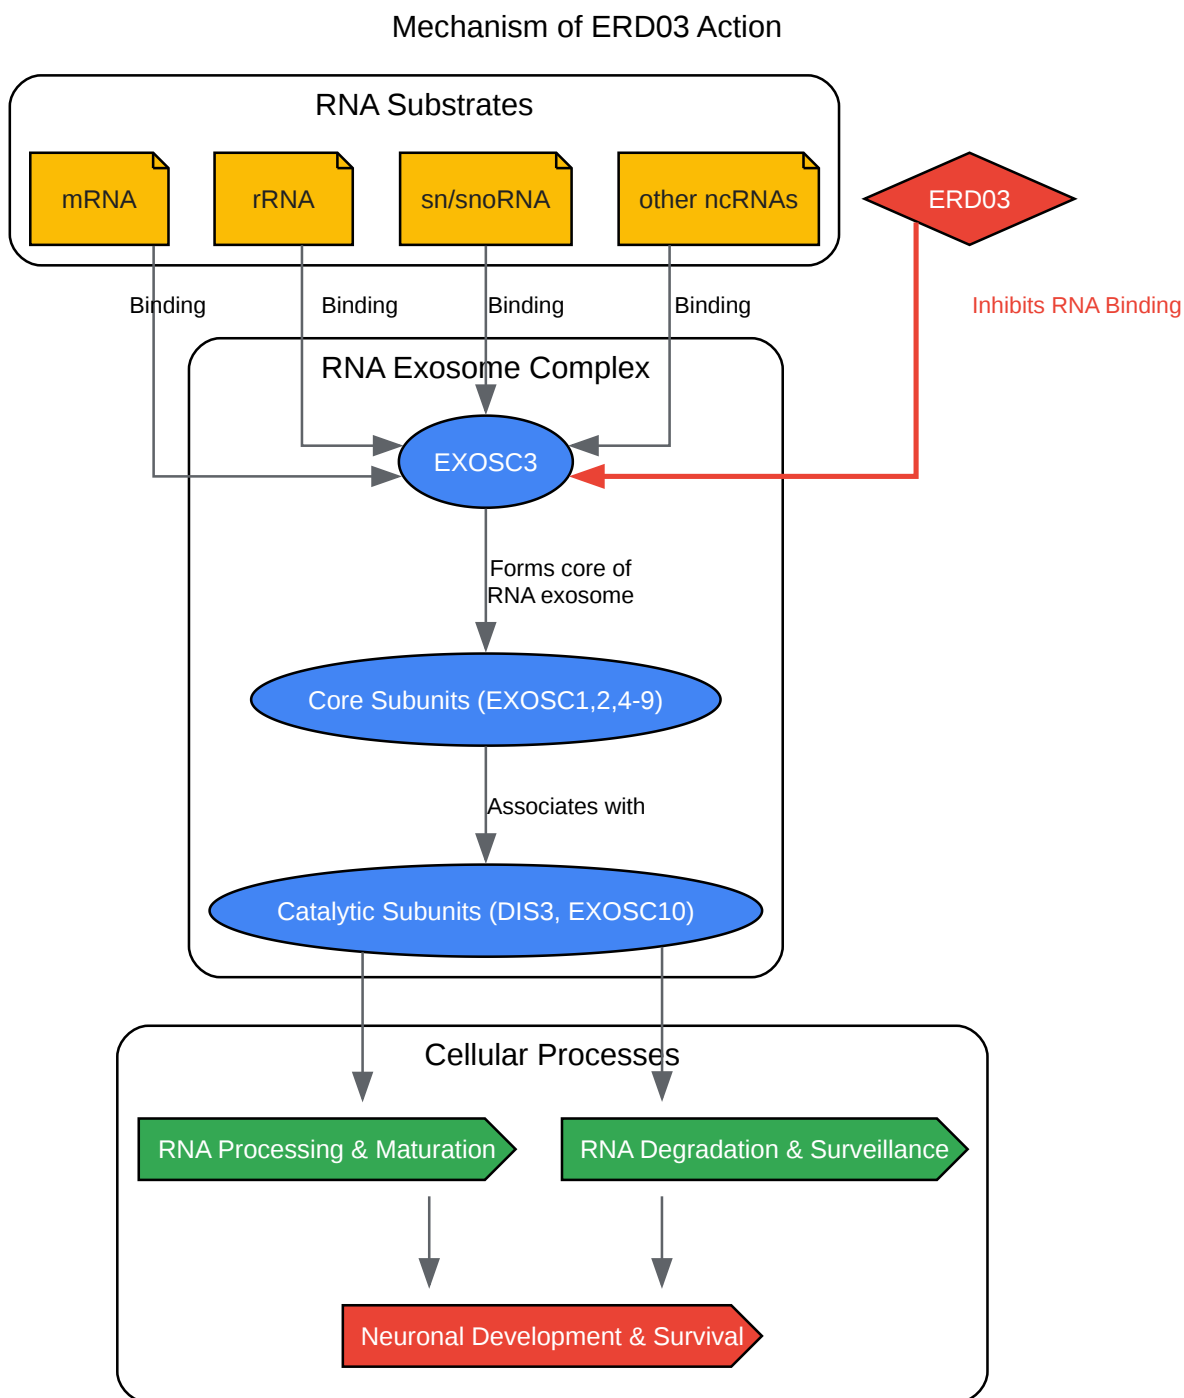 Mechanism of ERD03 Action
RNA Substrates
mRNA
rRNA
sn/snoRNA
other ncRNAs
ERD03
Binding
Binding
Binding
Binding
Inhibits RNA Binding
RNA Exosome Complex
EXOSC3
Forms core of
RNA exosome
Core Subunits (EXOSC1,2,4-9)
Associates with
Catalytic Subunits (DIS3, EXOSC10)
Cellular Processes
RNA Processing & Maturation
RNA Degradation & Surveillance
Neuronal Development & Survival